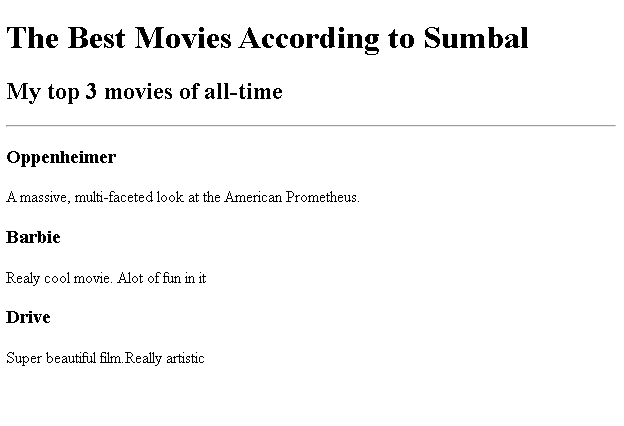 The Best Movies According to Sumbal
My top 3 movies of all-time
Oppenheimer
A massive, multi-faceted look at the American Prometheus.
Barbie
Realy cool movie. Alot of fun in it
Drive
Super beautiful film.Really artistic